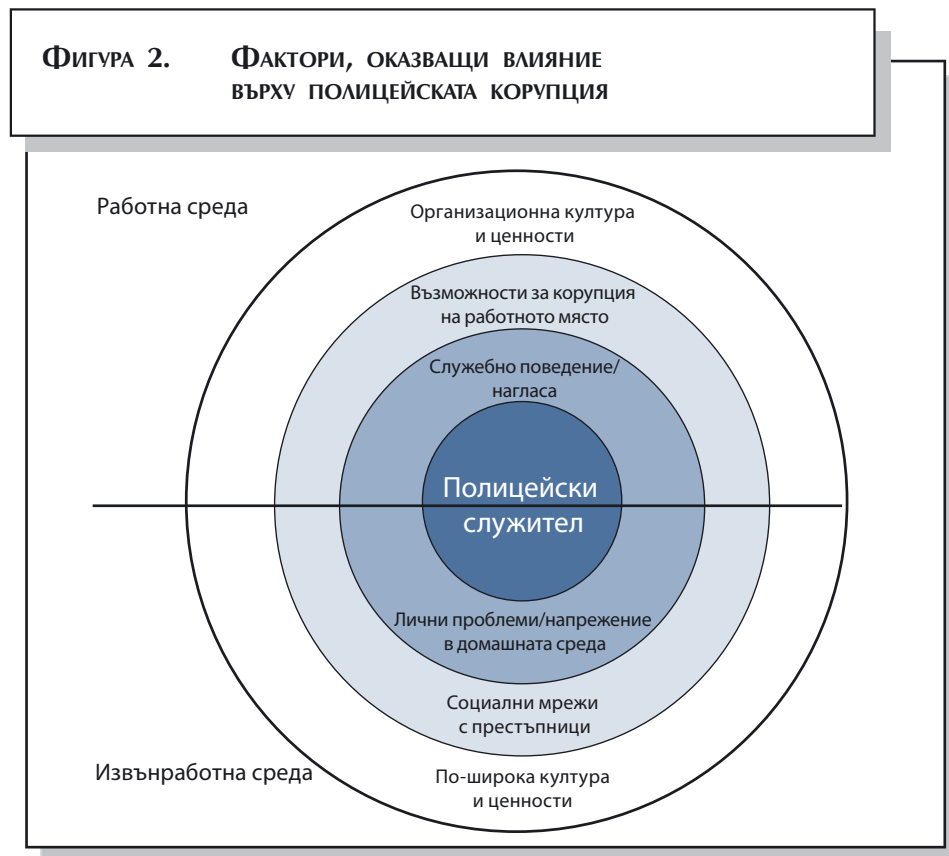 Фигура 2. Фактори, оказващи влияние
върху полицейската корупция
Работна среда
Организационна култура
и ценности
Възможности за корупция
на работното място
Служебно поведение/
нагласа
Полицейски
служител
Лични проблеми/напрежение
в домашната среда
Социални мрежи
с престъпници
Извънработна среда
По-широка култура
и ценности